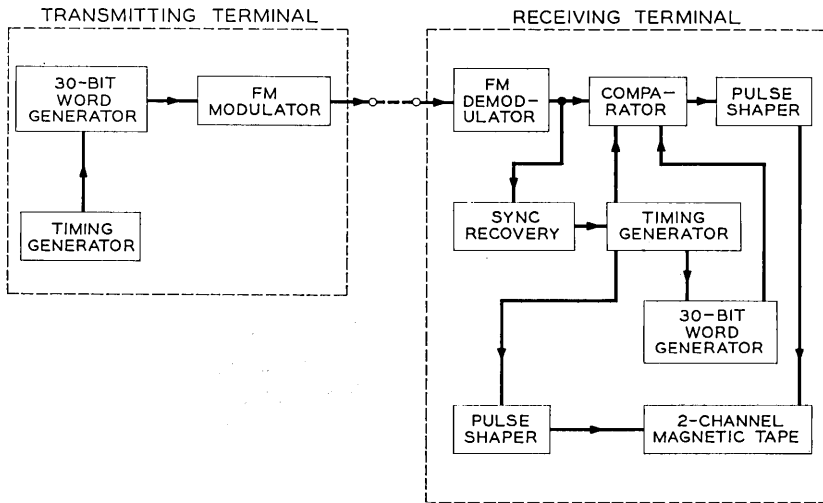 TRANSMITTING TERMINAL
30-BIT
WORD
GENERATOR
FM
MODULATOR
TIMING
GENERATOR
RECEIVING TERMINAL
FM
DEMOD-
ULATOR
COMPA-
RATOR
PULSE
SHAPER
SYNC
RECOVERY
TIMING
GENERATOR
30-BIT
WORD
GENERATOR
PULSE
SHAPER
2-CHANNEL
MAGNETIC TAPE